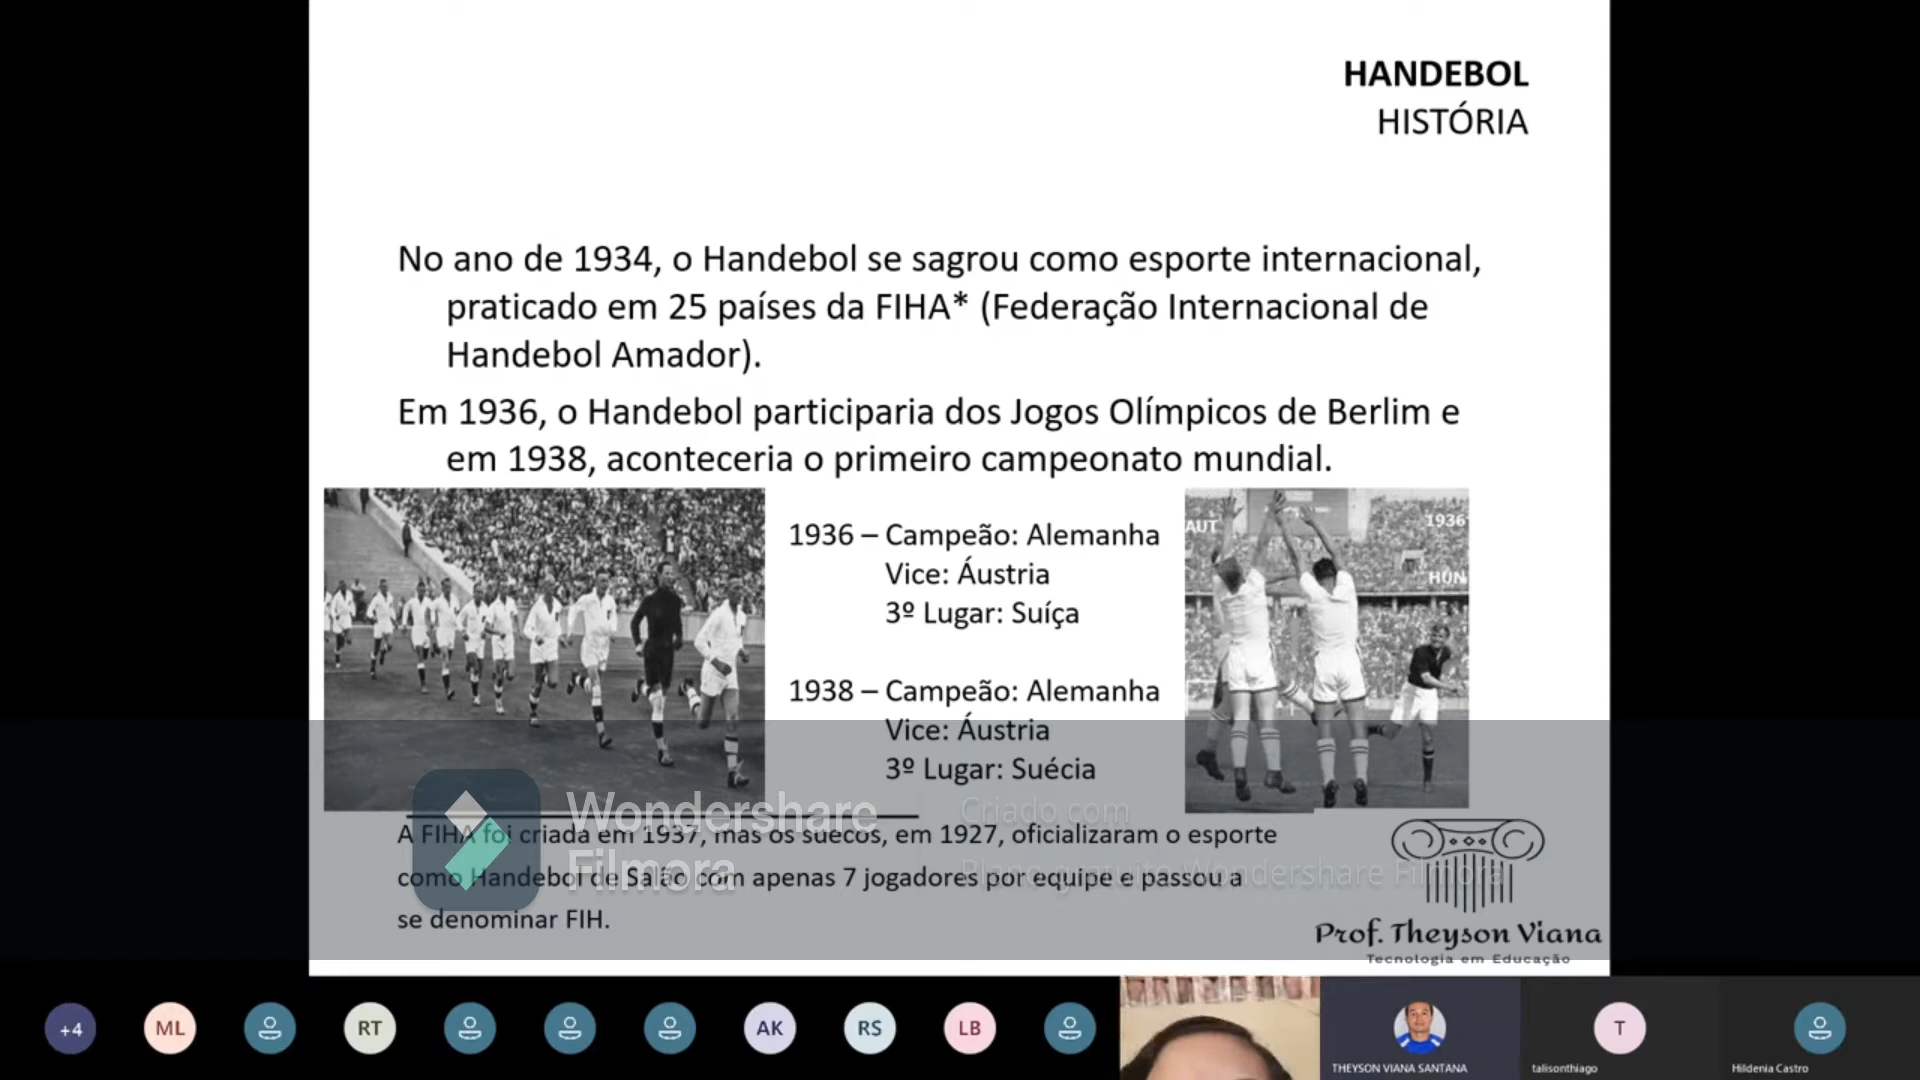 HANDEBOL
HISTÓRIA
No ano de 1934, o Handebol se sagrou como esporte internacional,
praticado em 25 países da FIHA* (Federação Internacional de
Handebol Amador).
Em 1936, o Handebol participaria dos Jogos Olímpicos de Berlim e
em 1938, aconteceria o primeiro campeonato mundial.
1936 – Campeão: Alemanha
Vice: Áustria
3º Lugar: Suíça
1938 – Campeão: Alemanha
Vice: Áustria
3º Lugar: Suécia
AUT
1936
HUN
A FIHA foi criada em 1937, mas os suecos, em 1927, oficializaram o esporte
como Handebol de Salão com apenas 7 jogadores por equipe e passou a
se denominar FIH.
Wondershare
Filmora
Criado com
Plano gratuito Wondershare Filmora
Prof. Theyson Viana
Tecnologia em Educação
+4
ML
RT
AK
RS
LB
THEYSON VIANA SANTANA
T
talisonthiago
Hildenia Castro